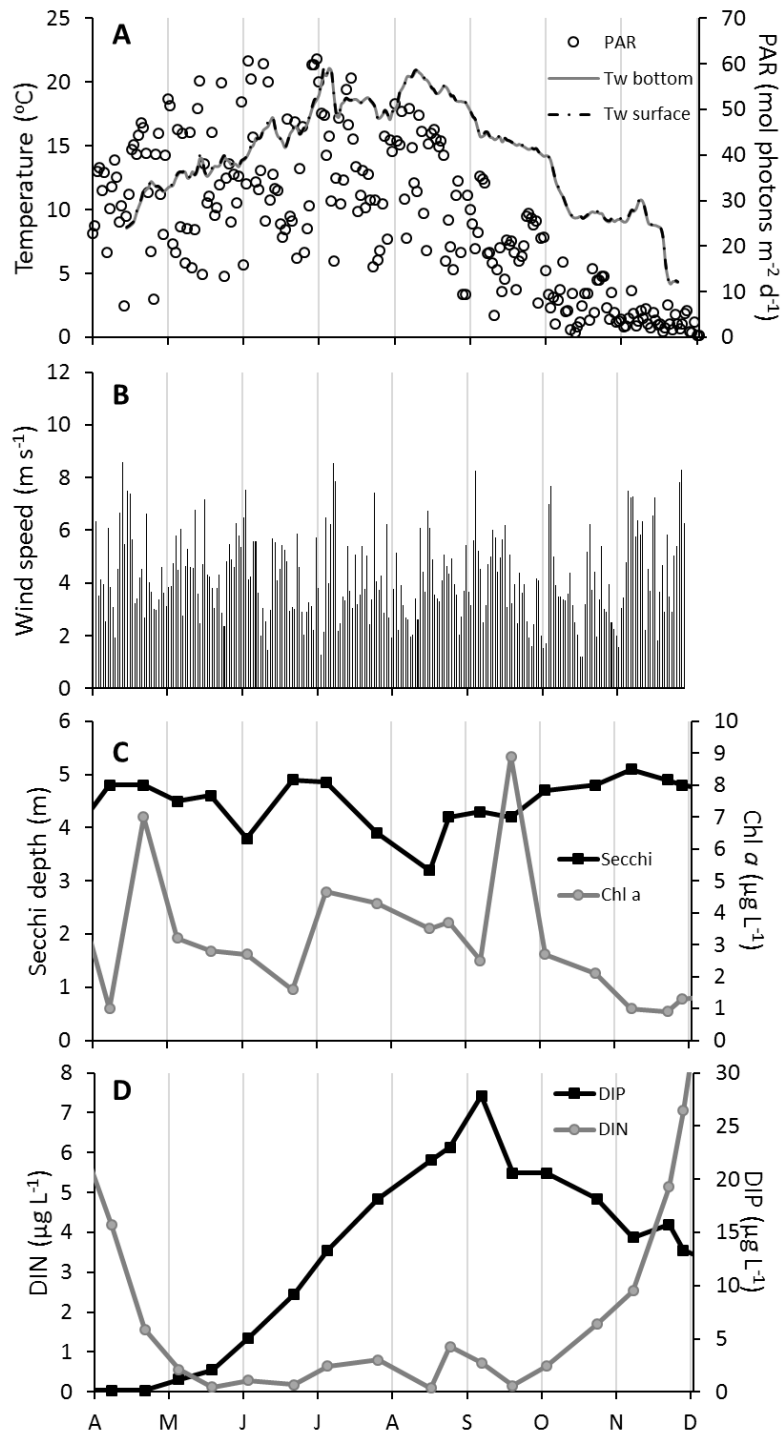 A
25
20
15
10
5
0
Temperature (ºC)
70
60
50
40
30
20
10
0
PAR (mol photons m-2 d-1)
PAR
Tw bottom
Tw surface
B
12
10
8
6
4
2
0
Wind speed (m s-1)
C
6
5
4
3
2
1
0
Secchi depth (m)
10
9
8
7
6
5
4
3
2
1
0
Chl a (µg L-1)
Secchi
Chl a
D
8
7
6
5
4
3
2
1
0
DIN (µg L-1)
30
25
20
15
10
5
0
DIP (µg L-1)
DIP
DIN
A M J J A S O N D